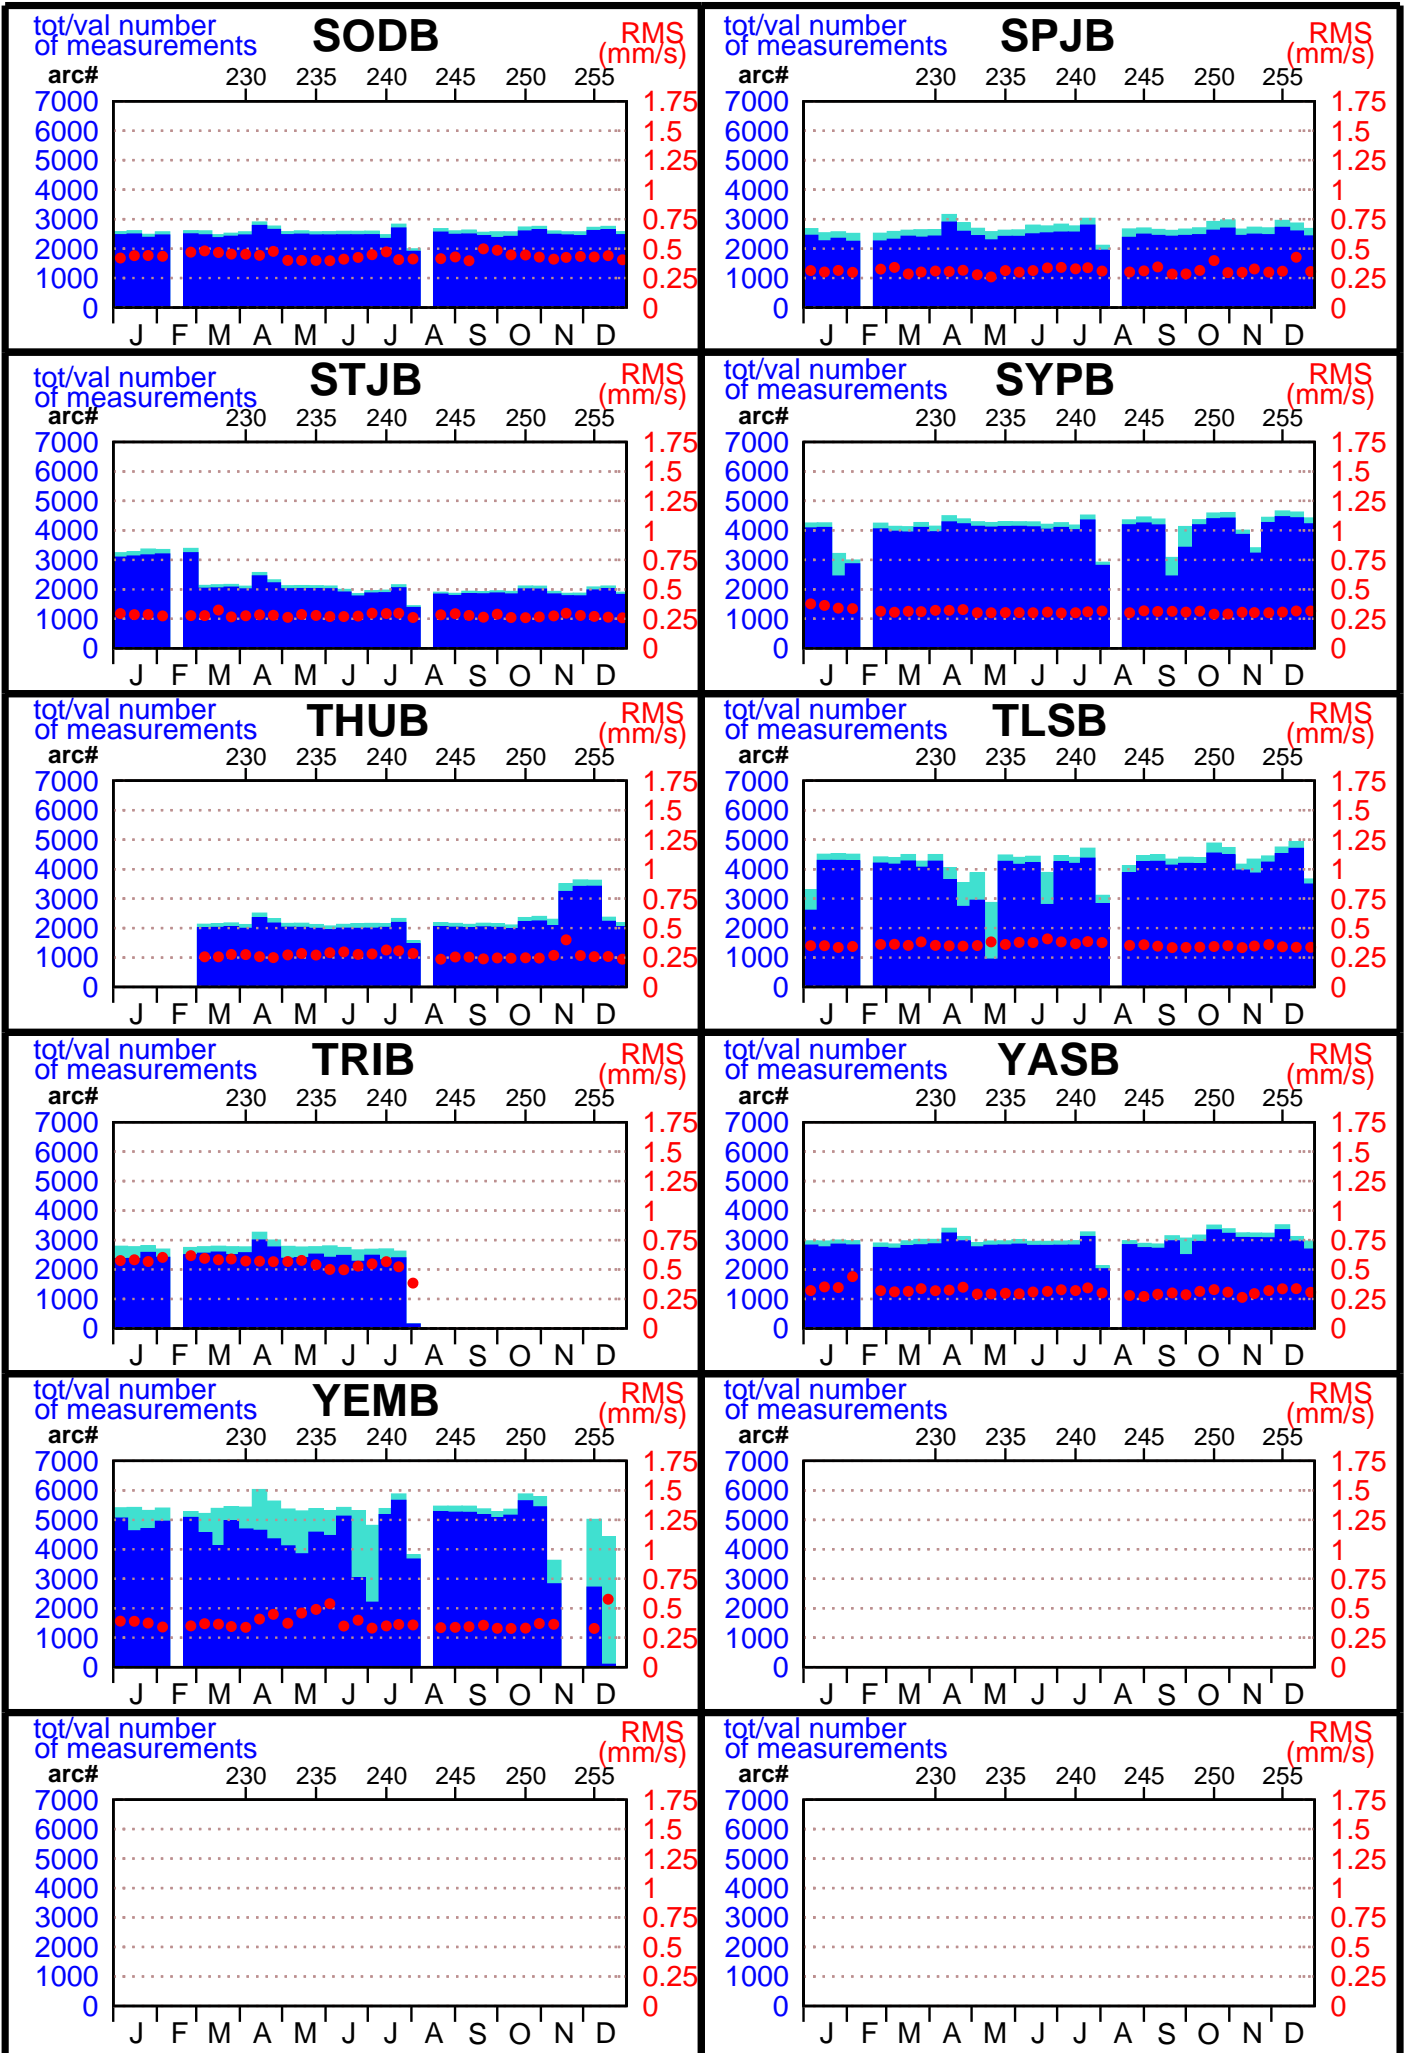 tot/val number
of measurements
SODB
RMS
(mm/s)
arc#
230 235 240 245 250 255
7000 1.75
6000 1.5
5000 1.25
4000 1
3000 0.75
2000 0.5
1000 0.25
0 0
J F M A M J J A S O N D
tot/val number
of measurements
SPJB
RMS
(mm/s)
arc#
230 235 240 245 250 255
7000 1.75
6000 1.5
5000 1.25
4000 1
3000 0.75
2000 0.5
1000 0.25
0 0
J F M A M J J A S O N D
tot/val number
of measurements
STJB
RMS
(mm/s)
arc#
230 235 240 245 250 255
7000 1.75
6000 1.5
5000 1.25
4000 1
3000 0.75
2000 0.5
1000 0.25
0 0
J F M A M J J A S O N D
tot/val number
of measurements
SYPB
RMS
(mm/s)
arc#
230 235 240 245 250 255
7000 1.75
6000 1.5
5000 1.25
4000 1
3000 0.75
2000 0.5
1000 0.25
0 0
J F M A M J J A S O N D
tot/val number
of measurements
THUB
RMS
(mm/s)
arc#
230 235 240 245 250 255
7000 1.75
6000 1.5
5000 1.25
4000 1
3000 0.75
2000 0.5
1000 0.25
0 0
J F M A M J J A S O N D
tot/val number
of measurements
TLSB
RMS
(mm/s)
arc#
230 235 240 245 250 255
7000 1.75
6000 1.5
5000 1.25
4000 1
3000 0.75
2000 0.5
1000 0.25
0 0
J F M A M J J A S O N D
tot/val number
of measurements
TRIB
RMS
(mm/s)
arc#
230 235 240 245 250 255
7000 1.75
6000 1.5
5000 1.25
4000 1
3000 0.75
2000 0.5
1000 0.25
0 0
J F M A M J J A S O N D
tot/val number
of measurements
YASB
RMS
(mm/s)
arc#
230 235 240 245 250 255
7000 1.75
6000 1.5
5000 1.25
4000 1
3000 0.75
2000 0.5
1000 0.25
0 0
J F M A M J J A S O N D
tot/val number
of measurements
YEMB
RMS
(mm/s)
arc#
230 235 240 245 250 255
7000 1.75
6000 1.5
5000 1.25
4000 1
3000 0.75
2000 0.5
1000 0.25
0 0
J F M A M J J A S O N D
tot/val number
of measurements
RMS
(mm/s)
arc#
230 235 240 245 250 255
7000 1.75
6000 1.5
5000 1.25
4000 1
3000 0.75
2000 0.5
1000 0.25
0 0
J F M A M J J A S O N D
tot/val number
of measurements
RMS
(mm/s)
arc#
230 235 240 245 250 255
7000 1.75
6000 1.5
5000 1.25
4000 1
3000 0.75
2000 0.5
1000 0.25
0 0
J F M A M J J A S O N D
tot/val number
of measurements
RMS
(mm/s)
arc#
230 235 240 245 250 255
7000 1.75
6000 1.5
5000 1.25
4000 1
3000 0.75
2000 0.5
1000 0.25
0 0
J F M A M J J A S O N D